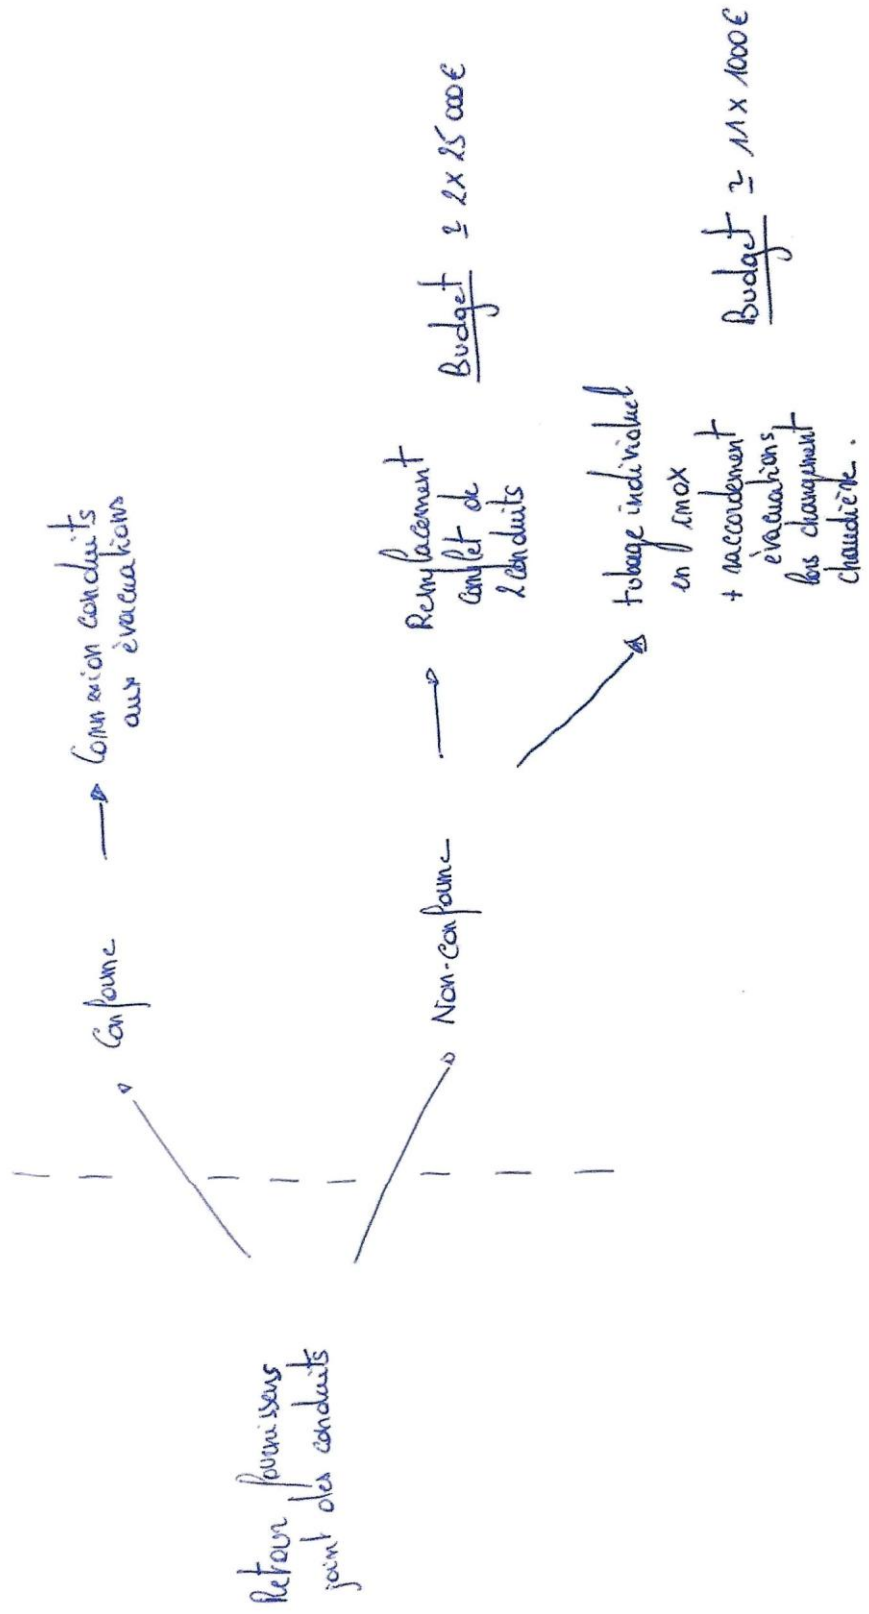 Retour fournisseurs
joint des conduits
Conforme
Connexion conduits
aux évacuations
Non-conforme
Remplacement
complet de
2 conduits
Budget ≃ 2 x 25 000€
tubage individuel
en inox
+ raccordement
évacuations
lors changement
chaudière.
Budget ≃ 11 x 1000€